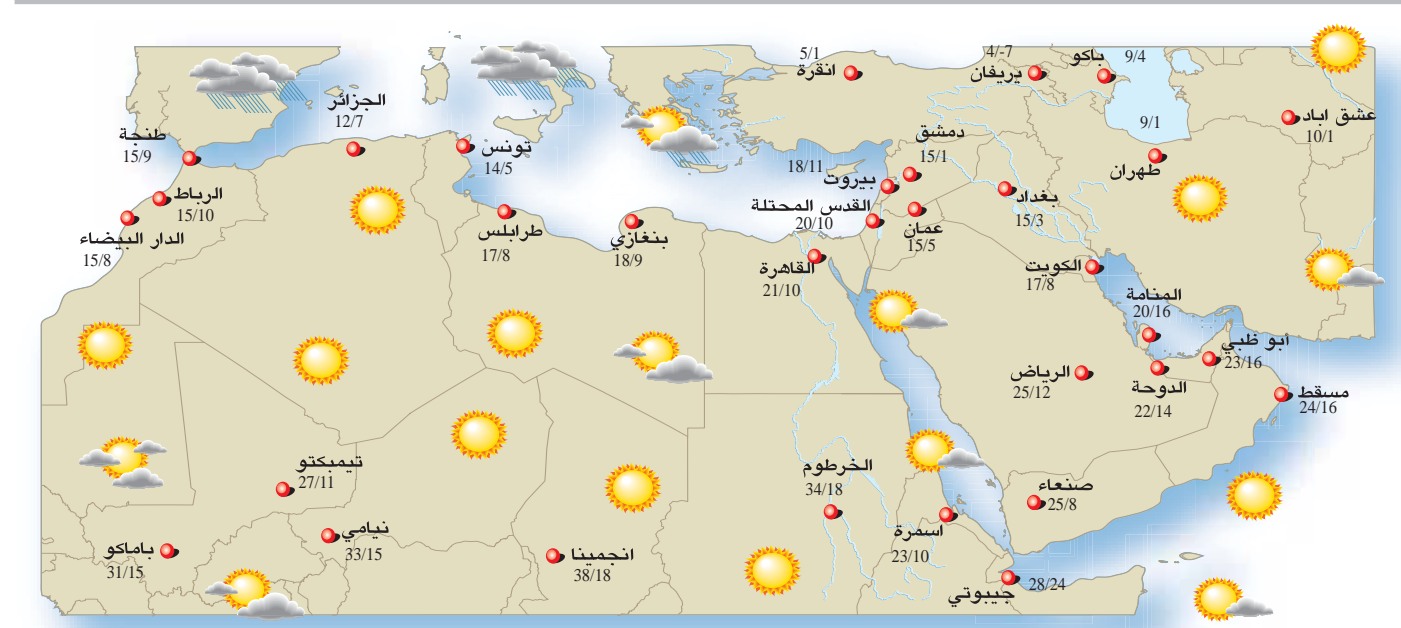 5/1
انقرة
4/-7
يريفان
باكو
9/4
عشق اباد
10/1
9/1
طهران
الجزائر
12/7
طنجة
15/9
تونس
14/5
دمشق
15/1
18/11
بيروت
بغداد
15/3
الرباط
15/10
القدس المحتلة
20/10
عمان
15/5
الدار البيضاء
15/8
طرابلس
17/8
بنغازي
18/9
القاهرة
21/10
الكويت
17/8
المنامة
20/16
أبو ظبي
23/16
الرياض
25/12
الدوحة
22/14
مسقط
24/16
تيمبكتو
27/11
الخرطوم
34/18
صنعاء
25/8
نيامي
33/15
باماكو
31/15
انجمينا
38/18
اسمرة
23/10
جيبوتي
28/24